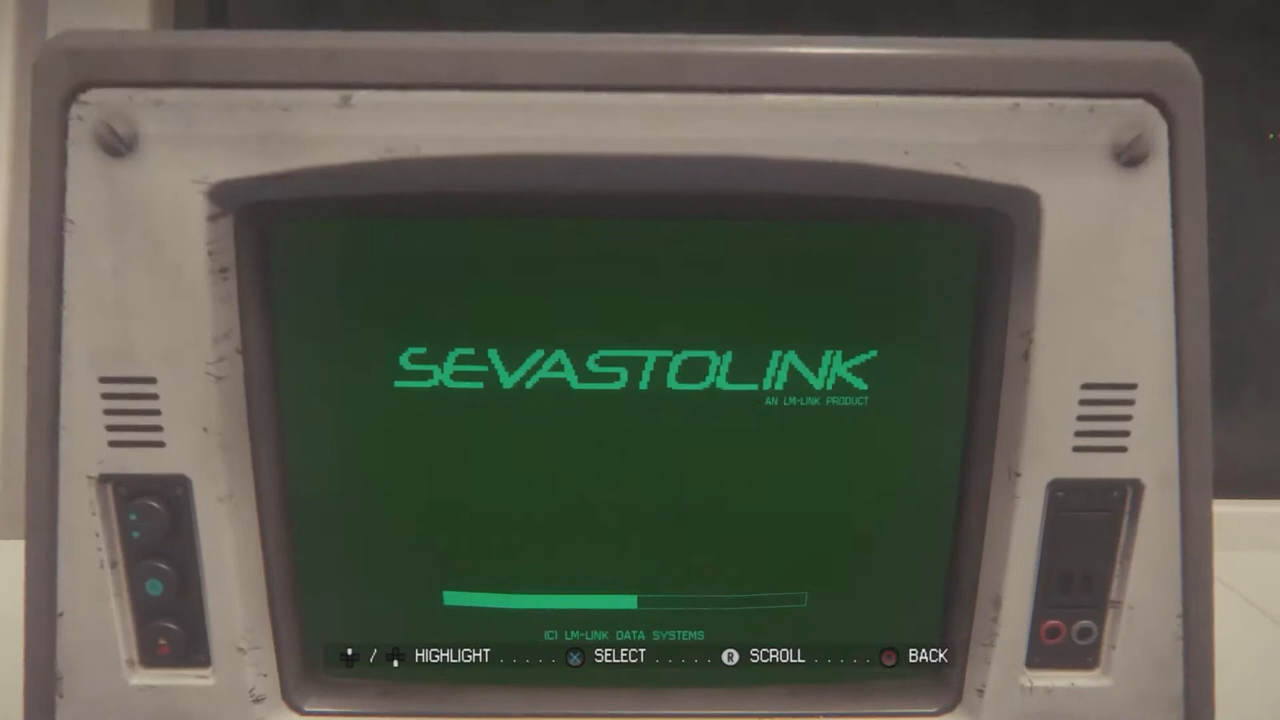 SEVASTOLINK
AN LM-LINK PRODUCT
(C) LM-LINK DATA SYSTEMS
/ HIGHLIGHT . . . . . SELECT . . . . . R SCROLL . . . . . BACK